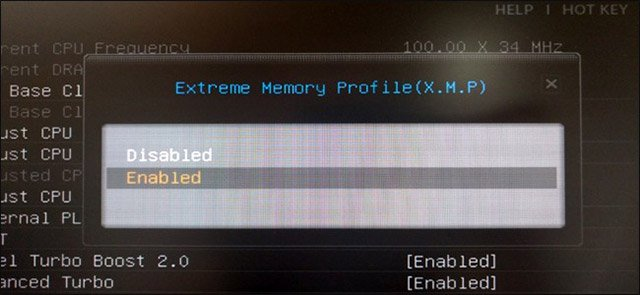 HELP | HOT KEY
rent CPU Frequency 100.00 X 34 MHz
rent DRA
Base Cl
Extreme Memory Profile(X.M.P)
Base Cl
ust CPU
Disabled
ust CPU
Enabled
usted CP
ust CPU
ernal PL
T
el Turbo Boost 2.0 [Enabled]
anced Turbo [Enabled]